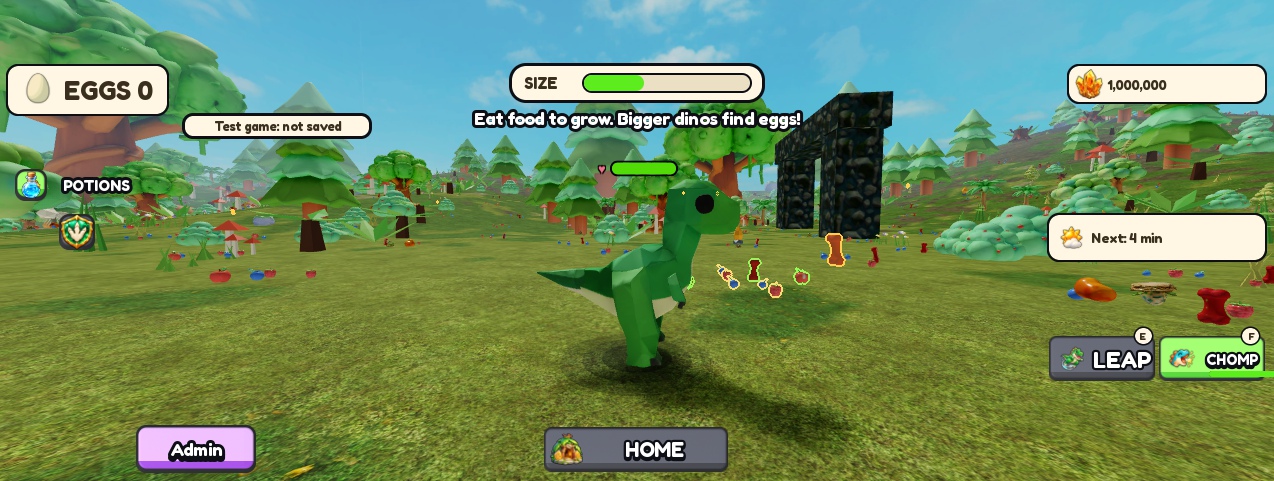 SIZE
EGGS 0
1,000,000
Eat food to grow. Bigger dinos find eggs!
Test game: not saved
POTIONS
Next: 4 min
E
F
LEAP
CHOMP
Admin
HOME